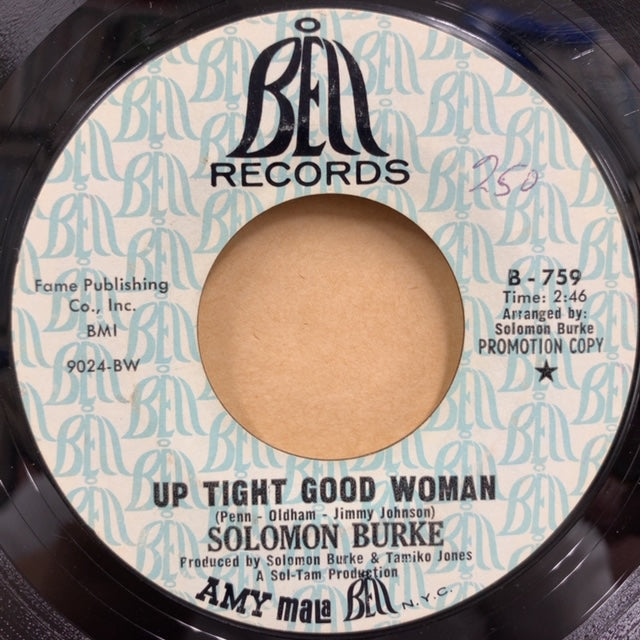 BELL
RECORDS
250
Fame Publishing
Co., Inc.
BMI
9024-BW
B - 759
Time: 2:46
Arranged by:
Solomon Burke
PROMOTION COPY
★
UP TIGHT GOOD WOMAN
(Penn - Oldham - Jimmy Johnson)
SOLOMON BURKE
Produced by Solomon Burke & Tamiko Jones
A Sol-Tam Production
AMY mala BELL N.Y.C.